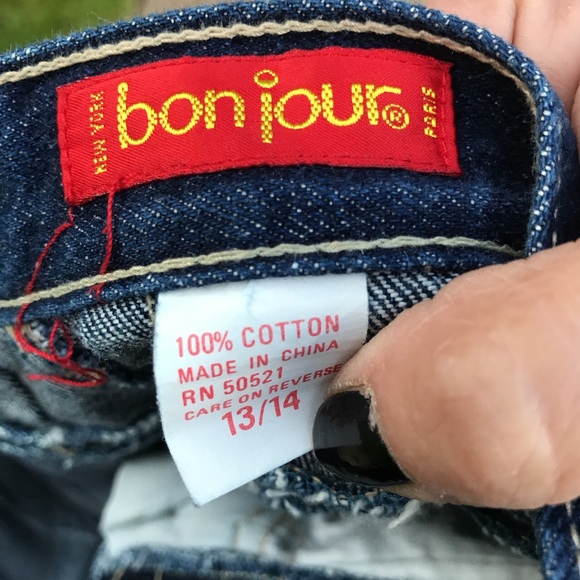 NEW YORK
bonjour®
PARIS
100% COTTON
MADE IN CHINA
RN 50521
CARE ON REVERSE
13/14